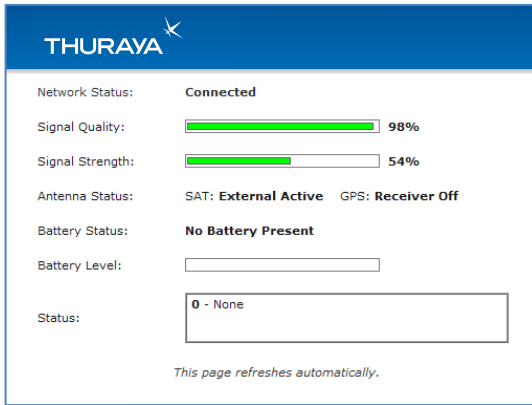 THURAYA
Network Status: Connected
Signal Quality: 98%
Signal Strength: 54%
Antenna Status: SAT: External Active GPS: Receiver Off
Battery Status: No Battery Present
Battery Level:
Status: 0 - None
This page refreshes automatically.